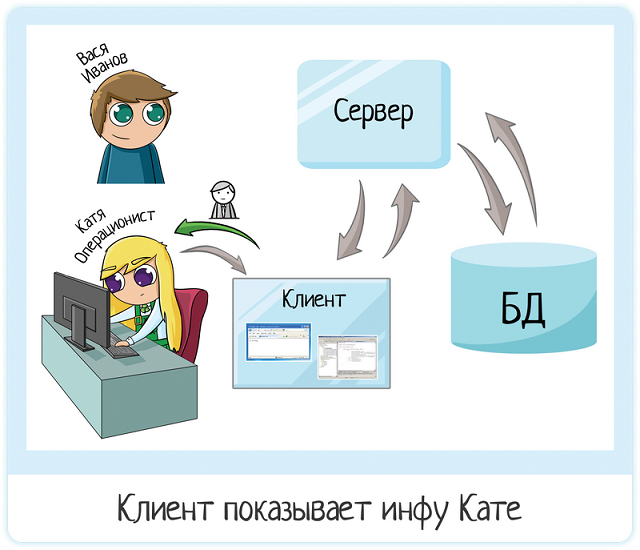 Вася
Иванов
Сервер
Катя
Операционист
Клиент
БД
Клиент показывает инфу Кате